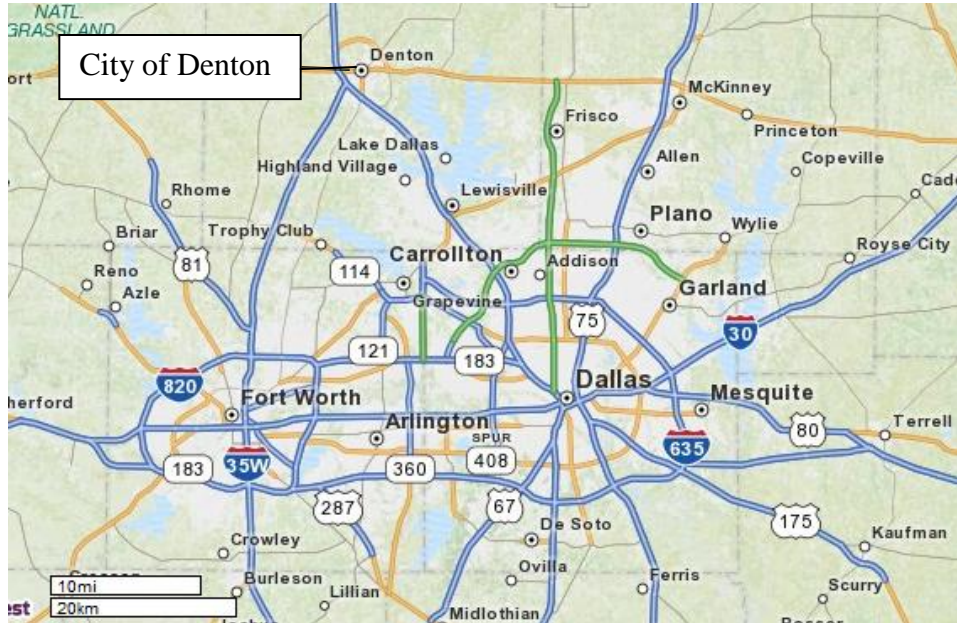 NATL.
GRASSLAND
City of Denton
Denton
ort
McKinney
Frisco
Princeton
Lake Dallas
Allen
Copeville
Highland Village
Rhome
Lewisville
Cadd
Plano
Wylie
Briar
Trophy Club
Royse City
81
Carrollton
Addison
114
Reno
Azle
Grapevine
Garland
75
30
121
183
820
Dallas
Mesquite
herford
Fort Worth
Arlington
SPUR
408
80
Terrell
635
183
35W
360
287
67
175
De Soto
Kaufman
Crowley
Ovilla
Burleson
Lillian
Ferris
Scurry
10mi
20km
est
Midlothian